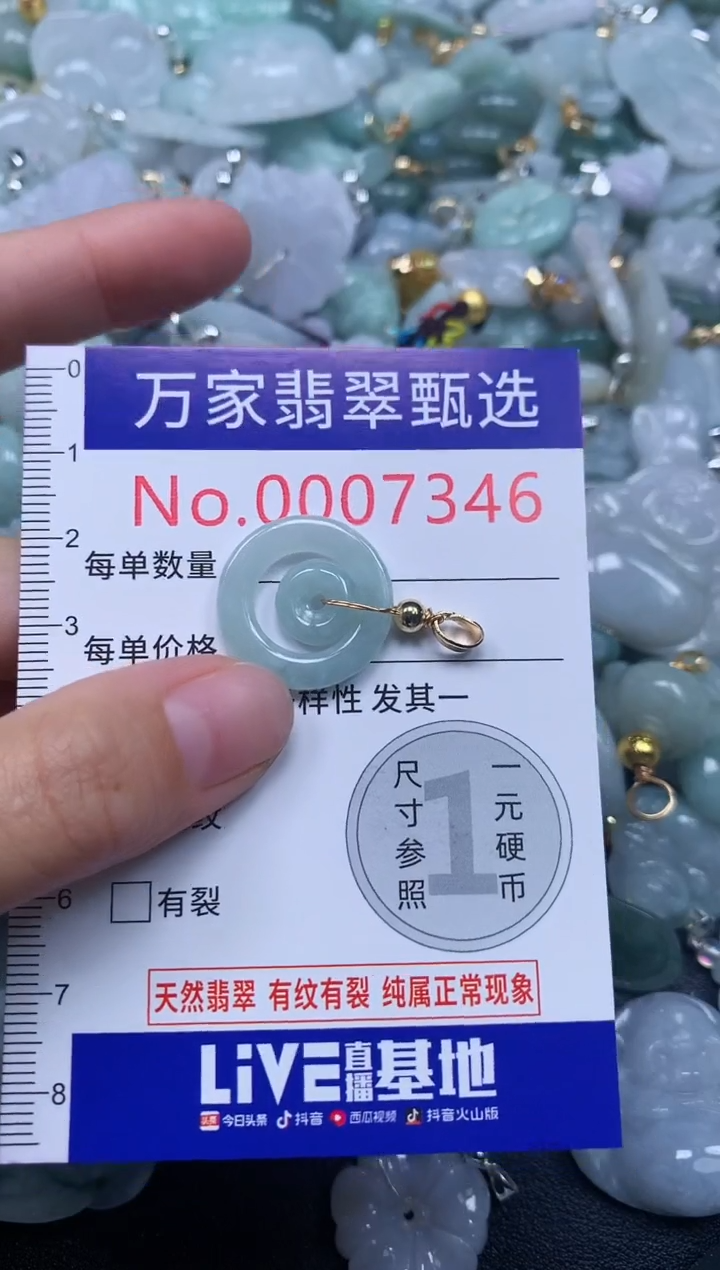 0
万家翡翠甄选
1
No.0007346
2
每单数量
3
每单价格
样性 发其一
尺寸参照
1
一元硬币
纹
6
有裂
天然翡翠 有纹有裂 纯属正常现象
7
LiVE直播基地
8
头条 今日头条 抖音 西瓜视频 抖音火山版